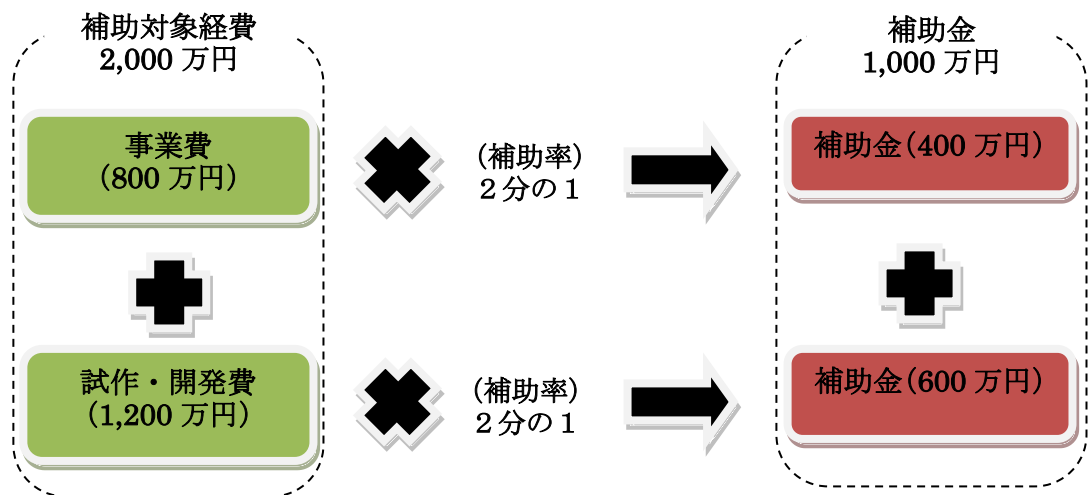 補助対象経費
2,000 万円
補助金
1,000 万円
事業費
（800 万円）
（補助率）
２分の１
補助金（400 万円）
試作・開発費
（1,200 万円）
（補助率）
２分の１
補助金（600 万円）